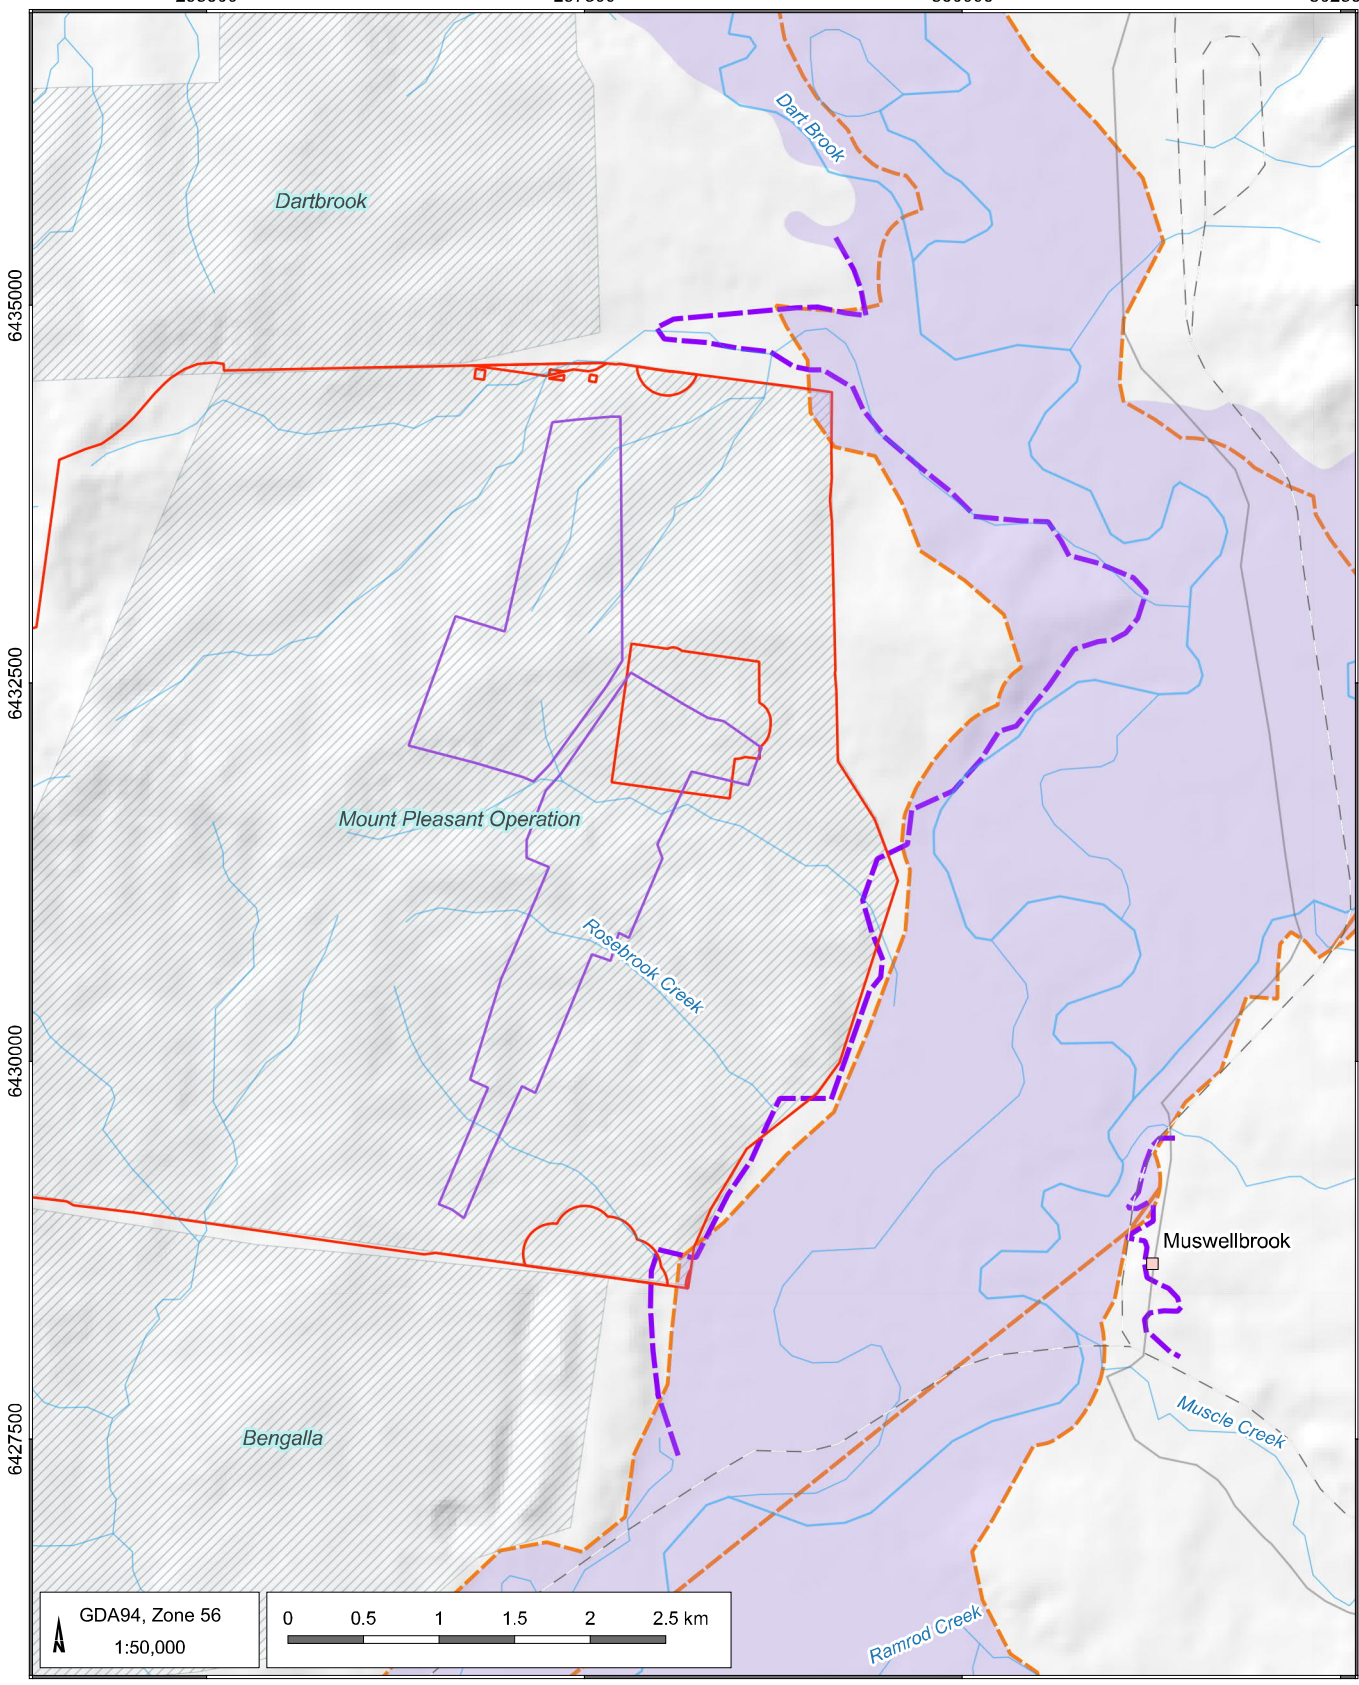 Dart Brook
Dartbrook
6435000
6432500
Mount Pleasant Operation
Rosebrook Creek
6430000
Muswellbrook
Muscle Creek
6427500
Bengalla
Ramrod Creek
GDA94, Zone 56
1:50,000
N
0 0.5 1 1.5 2 2.5 km